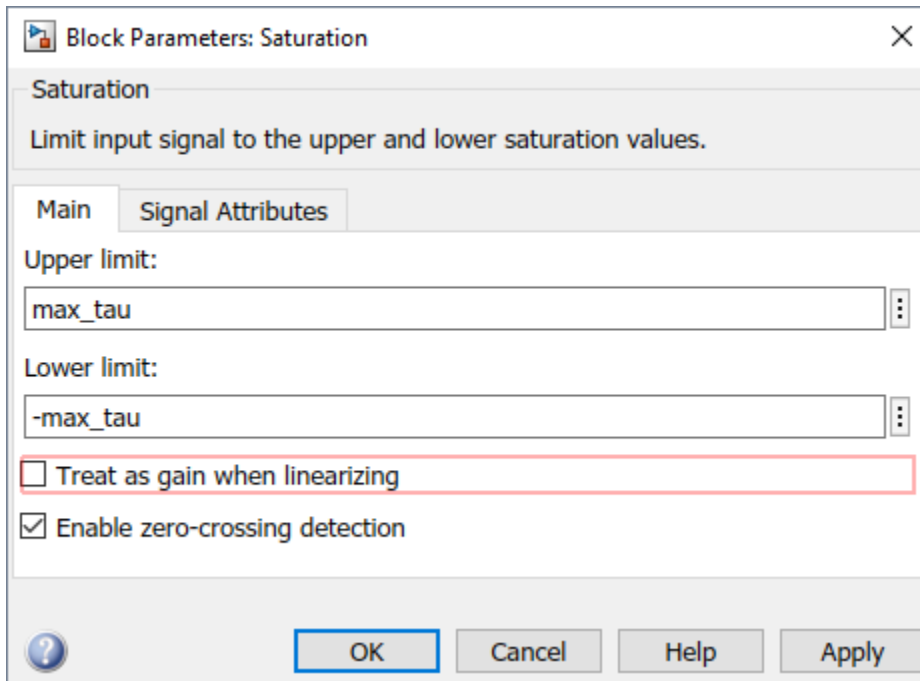 Block Parameters: Saturation
Saturation
Limit input signal to the upper and lower saturation values.
Main
Signal Attributes
Upper limit:
max_tau
Lower limit:
-max_tau
Treat as gain when linearizing
Enable zero-crossing detection
OK
Cancel
Help
Apply